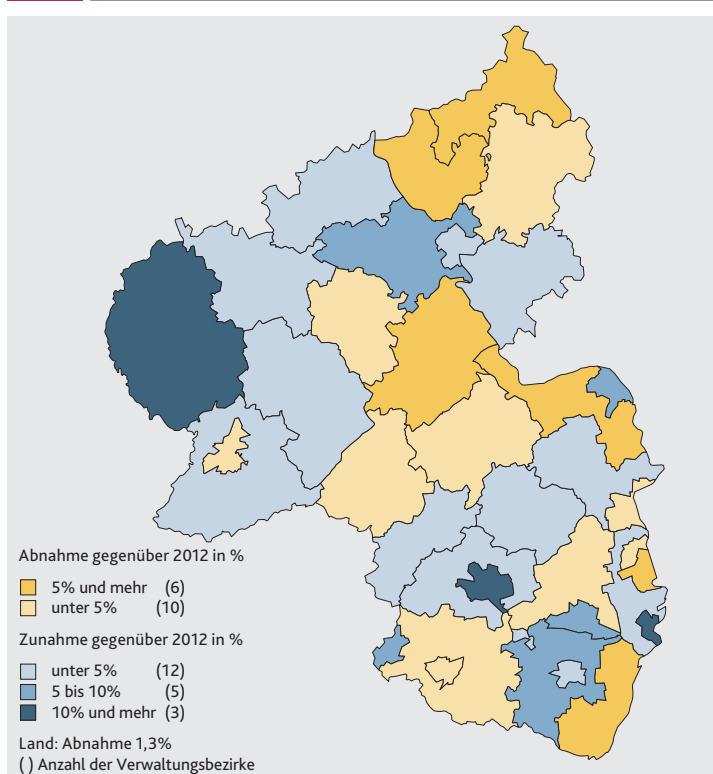 Abnahme gegenüber 2012 in %
5% und mehr (6)
unter 5% (10)
Zunahme gegenüber 2012 in %
unter 5% (12)
5 bis 10% (5)
10% und mehr (3)
Land: Abnahme 1,3%
( ) Anzahl der Verwaltungsbezirke